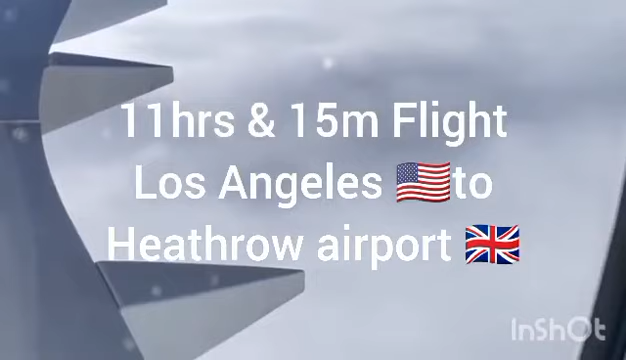 11hrs & 15m Flight
Los Angeles 🇺🇸to
Heathrow airport 🇬🇧
InShOt